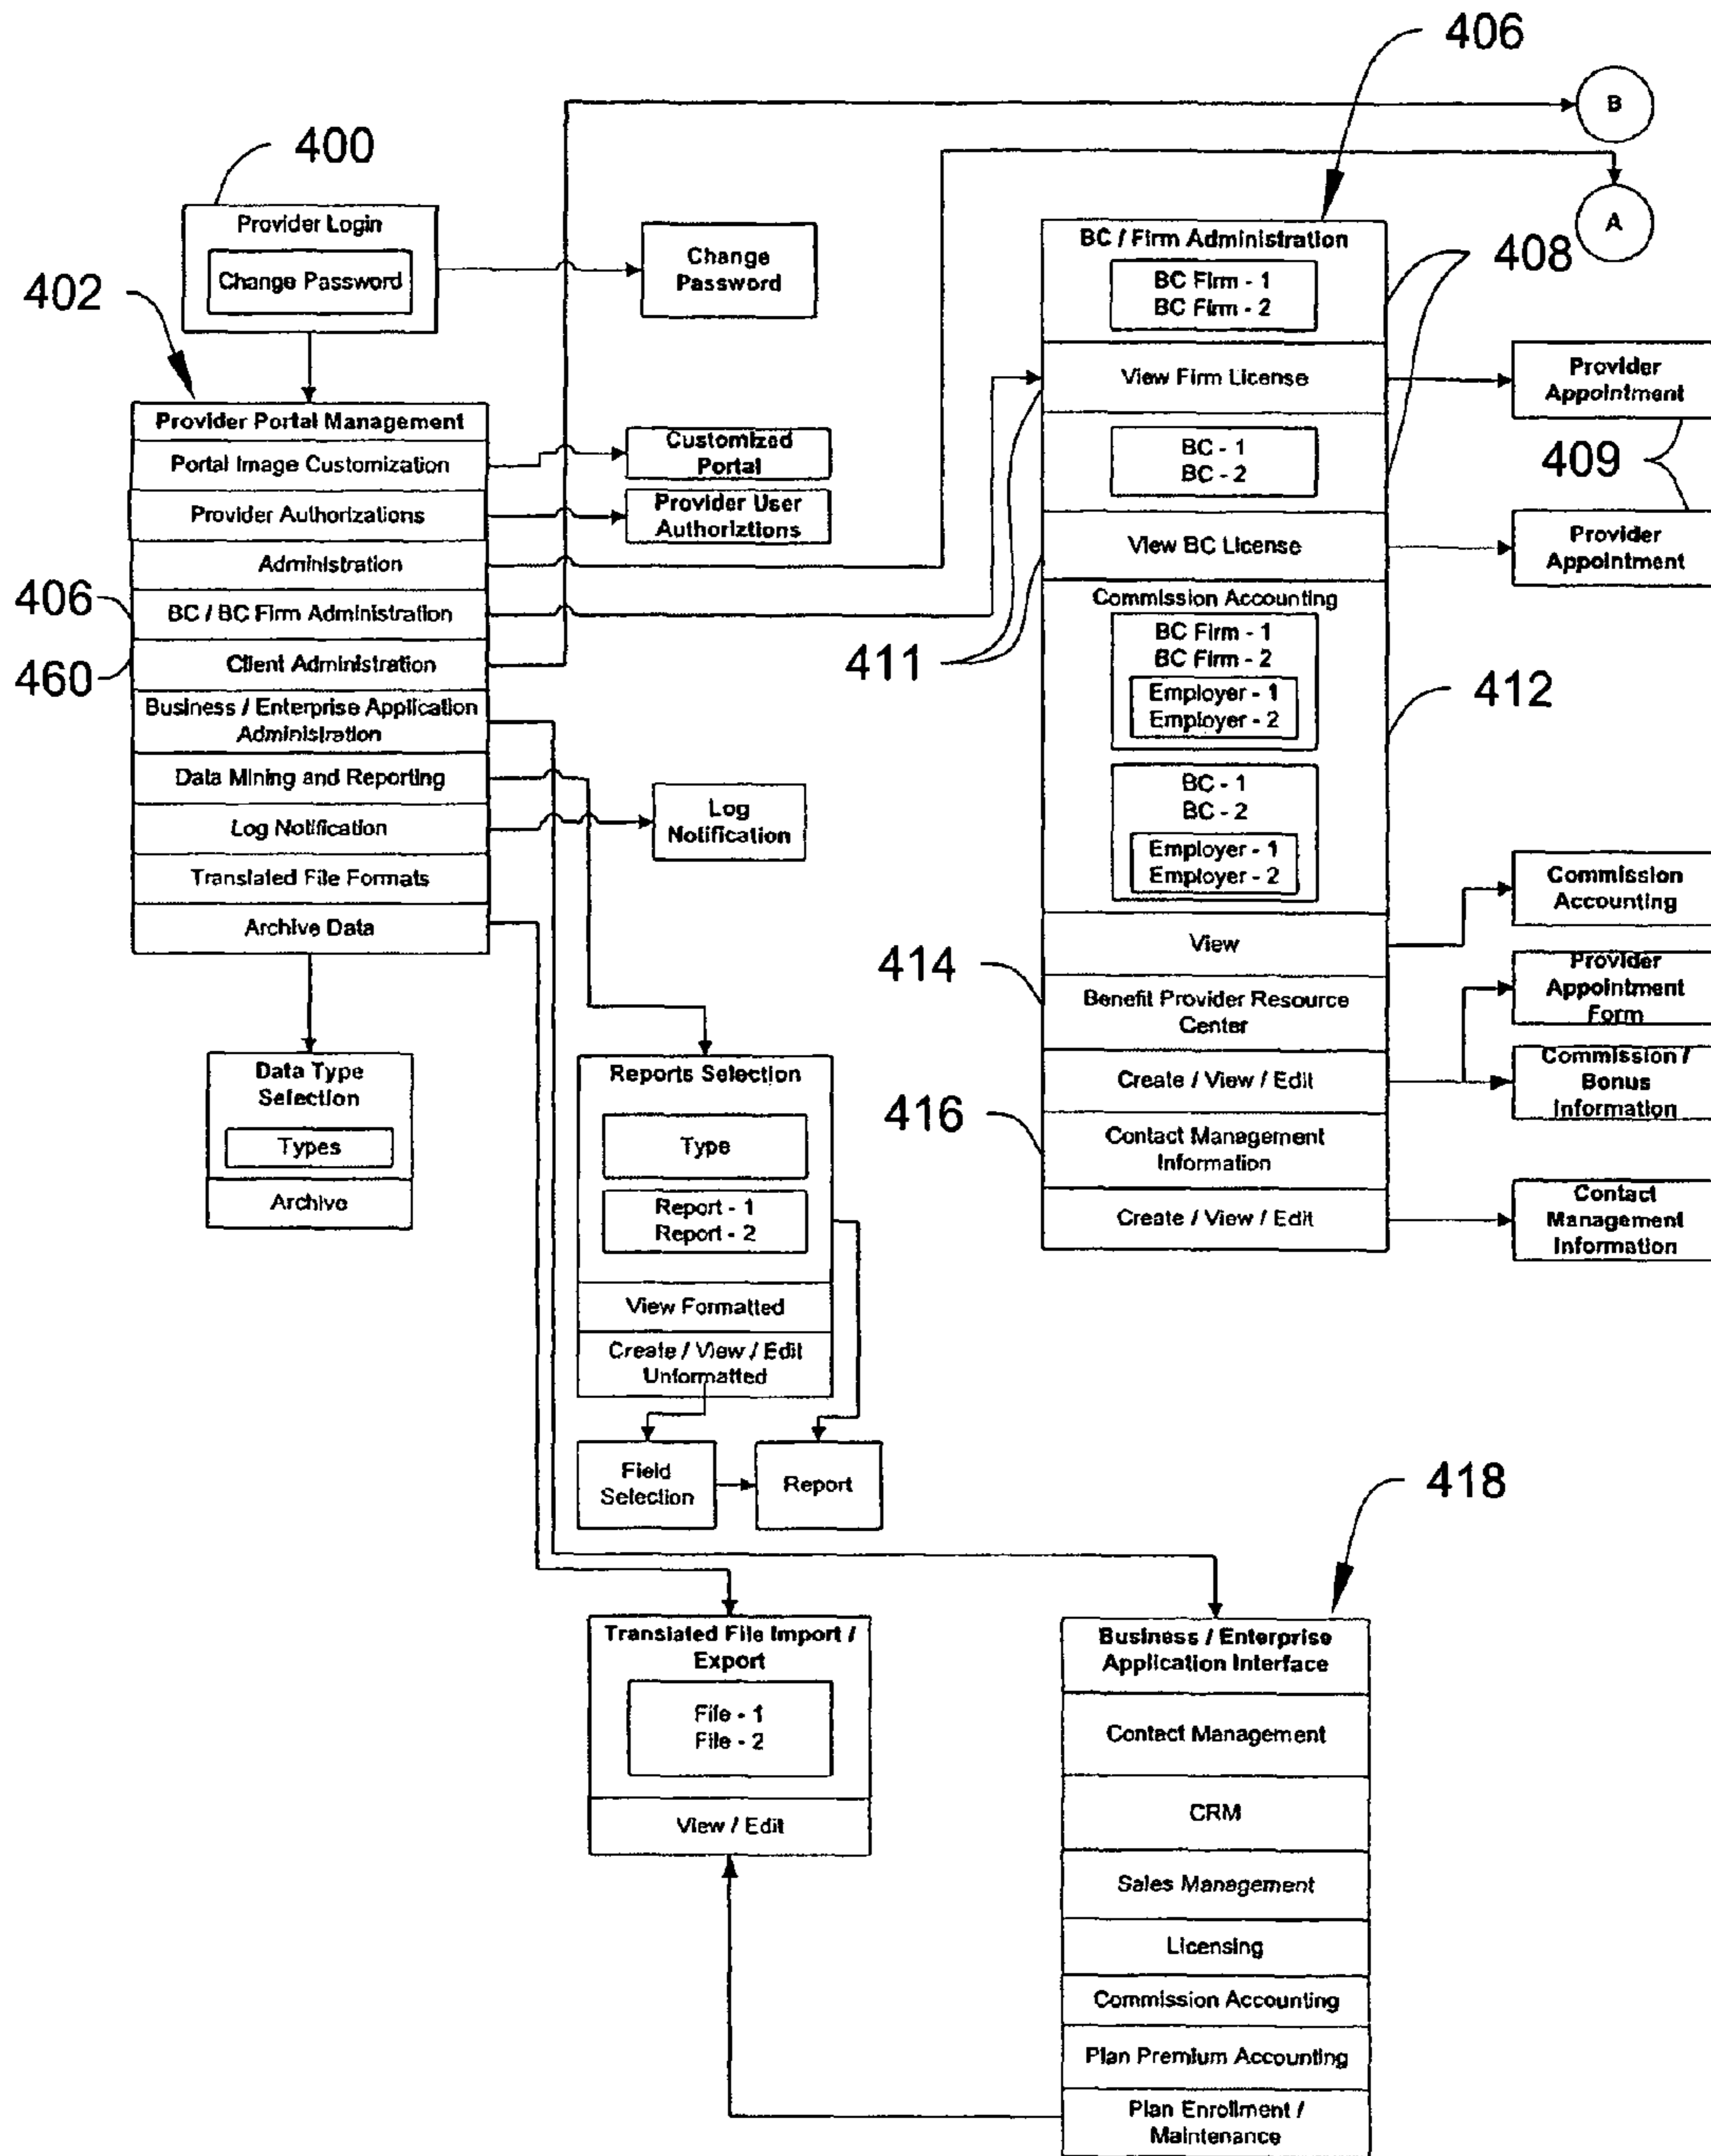 406
B
400
Provider Login
Change Password
Change
Password
402
A
BC / Firm Administration
BC Firm - 1
BC Firm - 2
408
View Firm License
Provider
Appointment
BC - 1
BC - 2
409
View BC License
Provider
Appointment
Provider Portal Management
Portal Image Customization
Customized
Portal
Provider Authorizations
Provider User
Authoriztions
Administration
406
BC / BC Firm Administration
460
Client Administration
Business / Enterprise Application
Administration
Data Mining and Reporting
Log Notification
Log
Notification
Translated File Formats
Archive Data
411
Commission Accounting
BC Firm - 1
BC Firm - 2
Employer - 1
Employer - 2
412
BC - 1
BC - 2
Employer - 1
Employer - 2
View
Commission
Accounting
414
Benefit Provider Resource
Center
Provider
Appointment
Form
Create / View / Edit
Commission /
Bonus
Information
416
Contact Management
Information
Create / View / Edit
Contact
Management
Information
Data Type
Selection
Types
Archive
Reports Selection
Type
Report - 1
Report - 2
View Formatted
Create / View / Edit
Unformatted
Field
Selection
Report
418
Translated File Import /
Export
File - 1
File - 2
View / Edit
Business / Enterprise
Application Interface
Contact Management
CRM
Sales Management
Licensing
Commission Accounting
Plan Premium Accounting
Plan Enrollment /
Maintenance